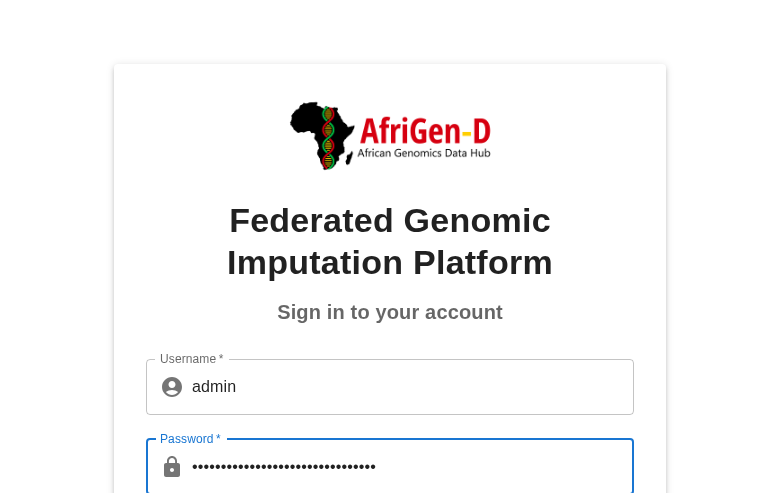 AfriGen-D
African Genomics Data Hub
Federated Genomic
Imputation Platform
Sign in to your account
Username *
admin
Password *
••••••••••••••••••••••••••••••••